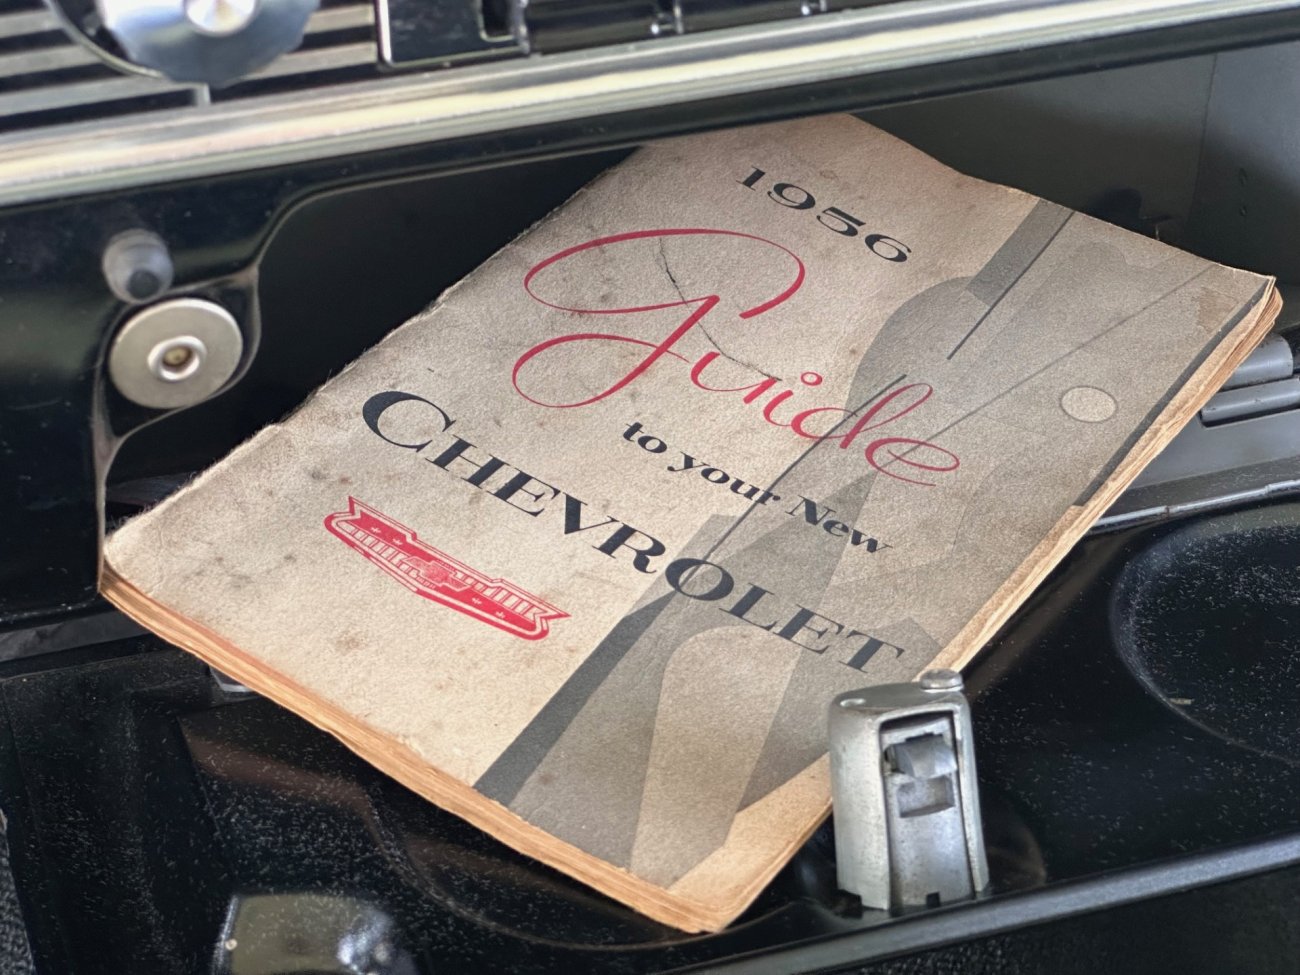 1956
Guide
to your New
CHEVROLET